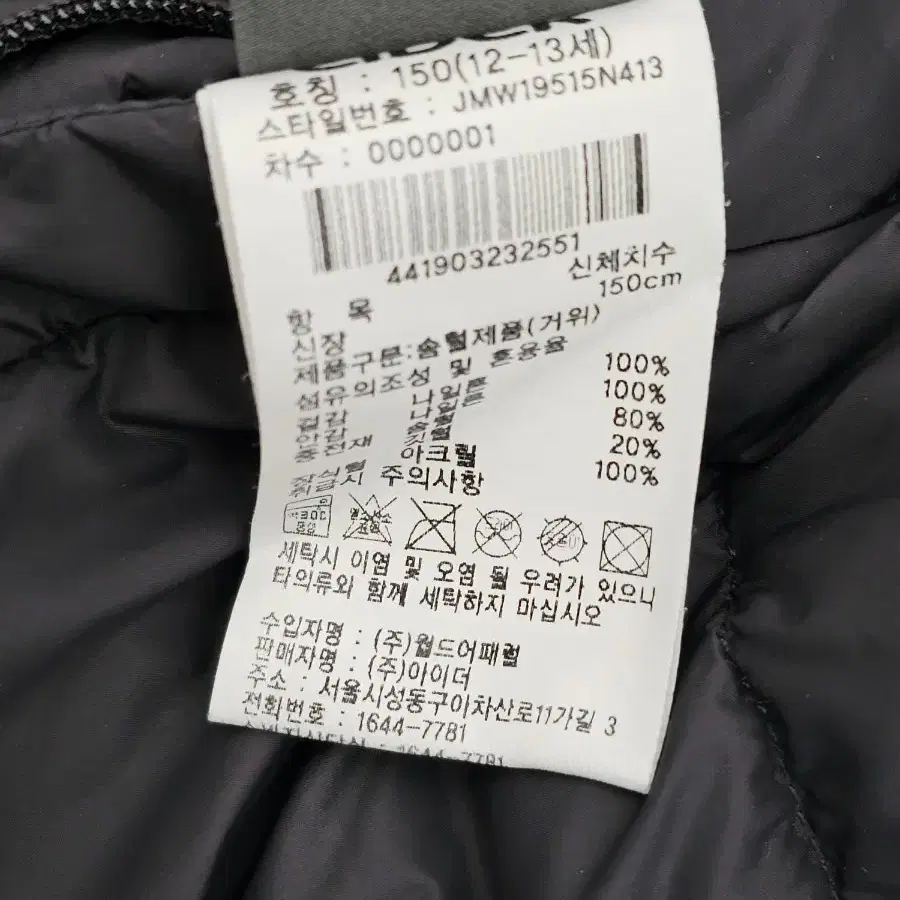 호칭 : 150(12-13세)
스타일번호 : JMW19515N413
차수 : 0000001
441903232551
항 목 신체치수
신장 150cm
제품구분:솜털제품(거위)
섬유의조성 및 혼용율
겉감 나일론 100%
안감 나일론 100%
충전재 솜털 80%
깃털 20%
아크릴 100%
취급시 주의사항
세탁시 이염 및 오염 될 우려가 있으니
타의류와 함께 세탁하지 마십시오
수입자명 : (주)월드어패럴
판매자명 : (주)아이더
주소 : 서울시성동구아차산로11가길 3
전화번호 : 1644-7781
1644-7781